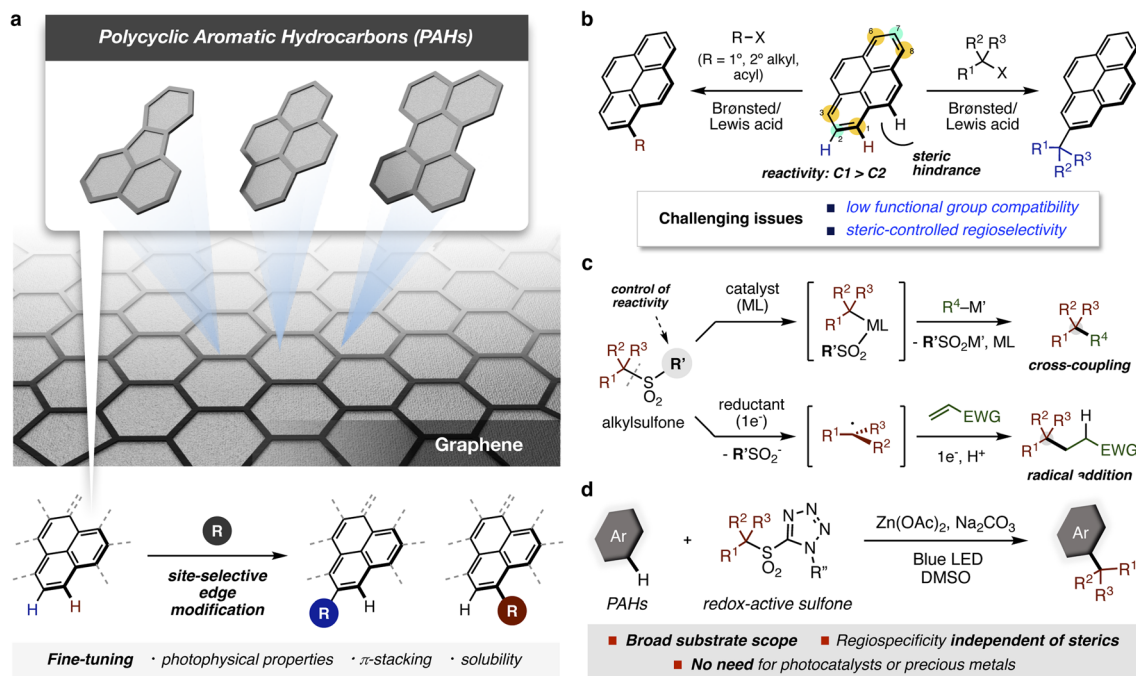 a
Polycyclic Aromatic Hydrocarbons (PAHs)
Graphene
H
H
R
site-selective
edge
modification
R
H
H
R
Fine-tuning · photophysical properties · π-stacking · solubility
b
R
R–X
(R = 1º, 2º alkyl,
acyl)
Brønsted/
Lewis acid
6
7
8
3
2
1
H
H
H
reactivity: C1 > C2
steric
hindrance
R² R³
R¹ X
Brønsted/
Lewis acid
R¹
R³
R²
Challenging issues
■ low functional group compatibility
■ steric-controlled regioselectivity
c
control of
reactivity
R² R³
R¹
R'
S
O₂
alkylsulfone
catalyst
(ML)
R² R³
R¹
ML
R'SO₂
R⁴–M'
- R'SO₂M', ML
R² R³
R¹ R⁴
cross-coupling
reductant
(1e⁻)
- R'SO₂⁻
R¹
R³
R²
EWG
1e⁻, H⁺
R² R³
R¹
H
EWG
radical addition
d
Ar
H
PAHs
+
R² R³
R¹
S
O₂
N N
N
N
R"
redox-active sulfone
Zn(OAc)₂, Na₂CO₃
Blue LED
DMSO
Ar
R¹
R²
R³
■ Broad substrate scope ■ Regiospecificity independent of sterics
■ No need for photocatalysts or precious metals